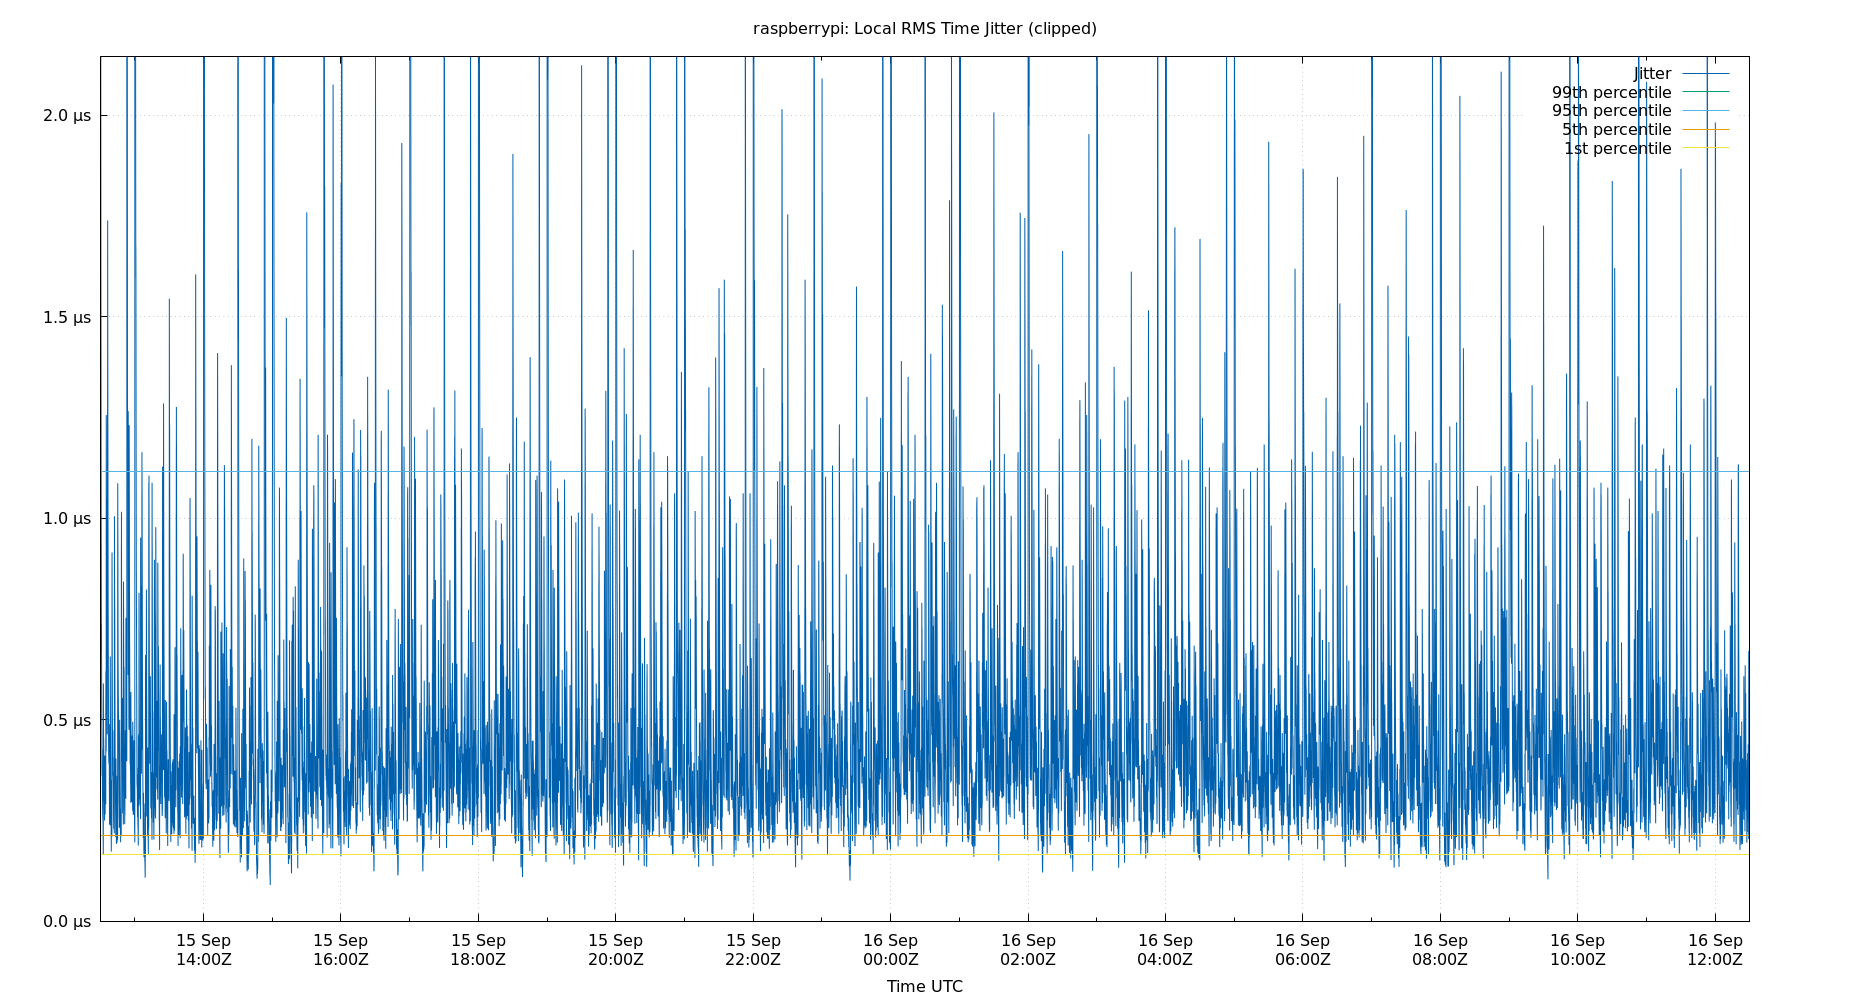 raspberrypi: Local RMS Time Jitter (clipped)
Jitter
99th percentile
95th percentile
5th percentile
1st percentile
2.0 µs
1.5 µs
1.0 µs
0.5 µs
0.0 µs
15 Sep 15 Sep 15 Sep 15 Sep 15 Sep 16 Sep 16 Sep 16 Sep 16 Sep 16 Sep 16 Sep 16 Sep
14:00Z 16:00Z 18:00Z 20:00Z 22:00Z 00:00Z 02:00Z 04:00Z 06:00Z 08:00Z 10:00Z 12:00Z
Time UTC